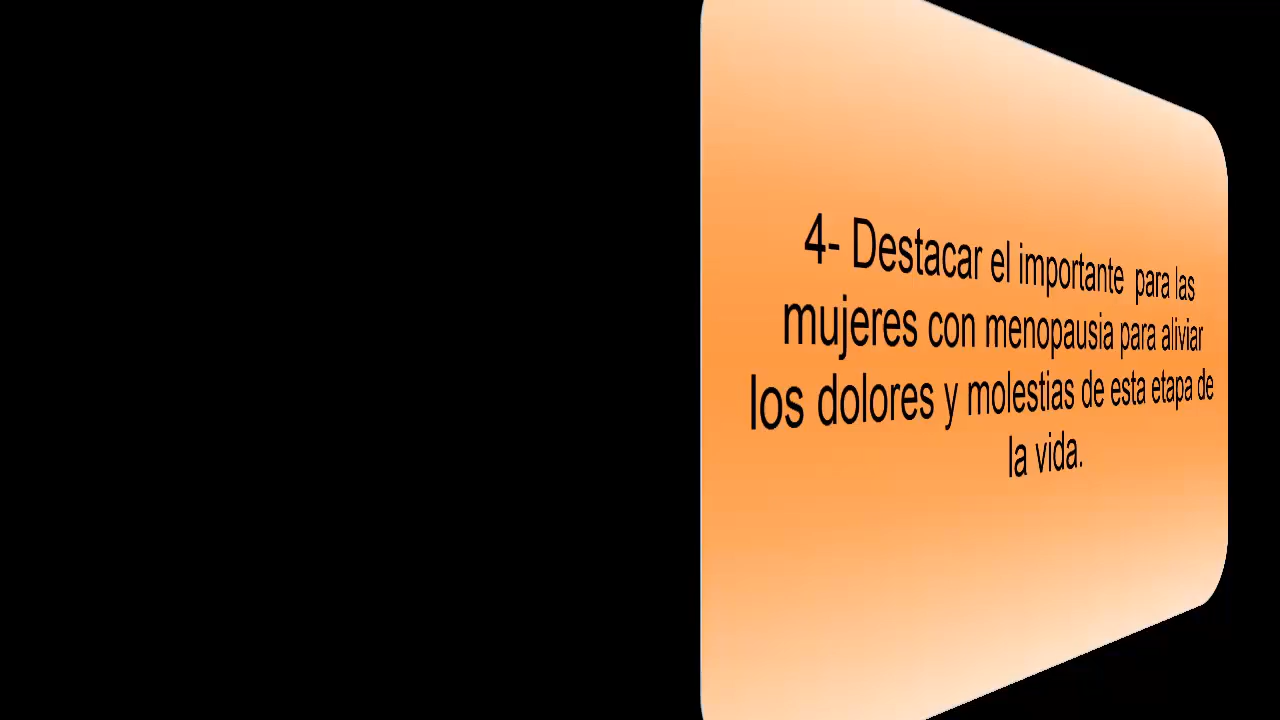 4- Destacar el importante para las
mujeres con menopausia para aliviar
los dolores y molestias de esta etapa de
la vida.